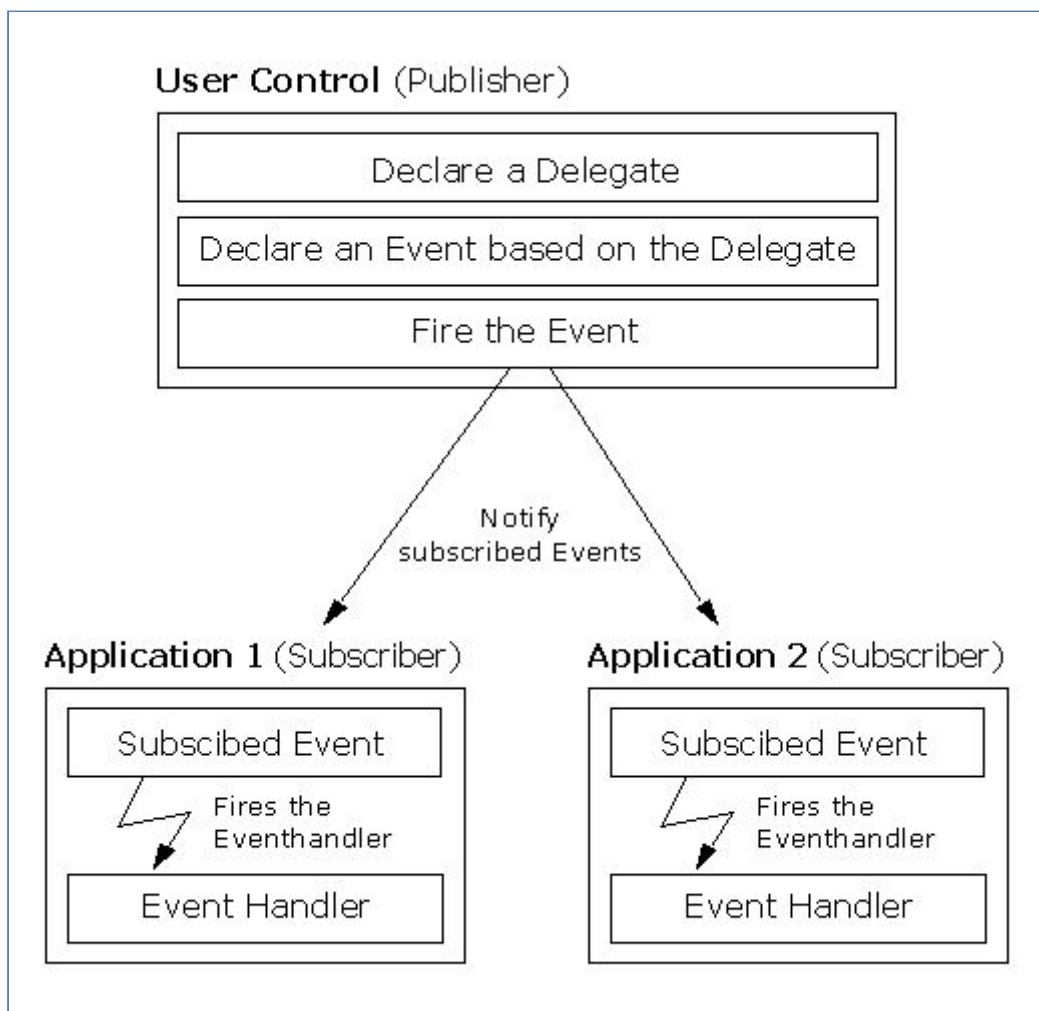 User Control (Publisher)
Declare a Delegate
Declare an Event based on the Delegate
Fire the Event
Notify
subscribed Events
Application 1 (Subscriber)
Subscibed Event
Fires the
Eventhandler
Event Handler
Application 2 (Subscriber)
Subscibed Event
Fires the
Eventhandler
Event Handler